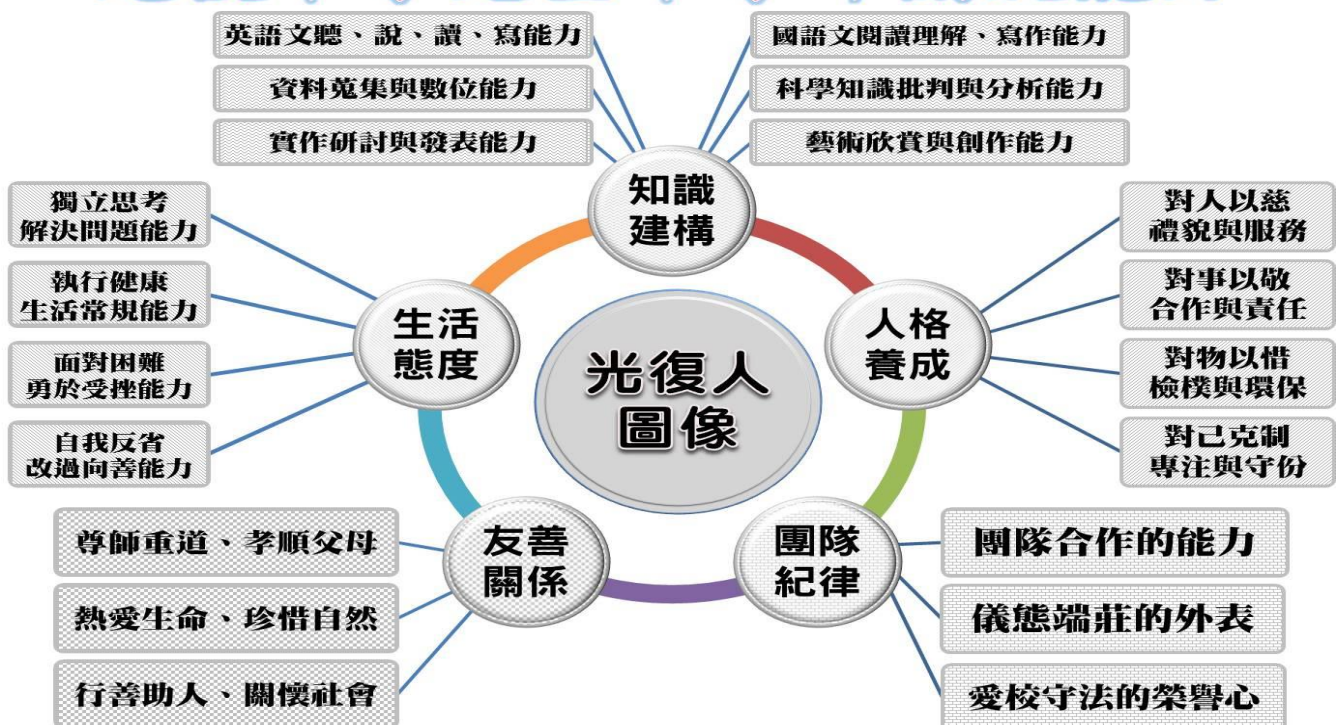 英語文聽、說、讀、寫能力
資料蒐集與數位能力
實作研討與發表能力
國語文閱讀理解、寫作能力
科學知識批判與分析能力
藝術欣賞與創作能力
知識
建構
獨立思考
解決問題能力
執行健康
生活常規能力
面對困難
勇於受挫能力
自我反省
改過向善能力
生活
態度
對人以慈
禮貌與服務
對事以敬
合作與責任
對物以惜
檢樸與環保
對己克制
專注與守份
人格
養成
光復人
圖像
尊師重道、孝順父母
熱愛生命、珍惜自然
行善助人、關懷社會
友善
關係
團隊
紀律
團隊合作的能力
儀態端莊的外表
愛校守法的榮譽心